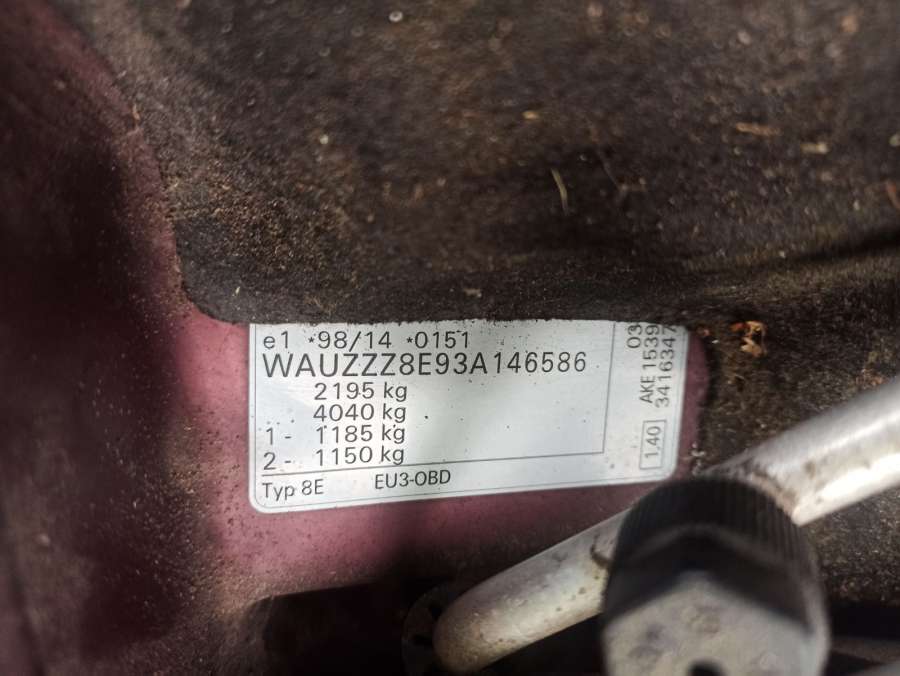 e1 *98/14 *0151
WAUZZZ8E93A146586
2195 kg
4040 kg
1 - 1185 kg
2 - 1150 kg
Typ 8E EU3-OBD
03
AKE 1539
3416347
1.40